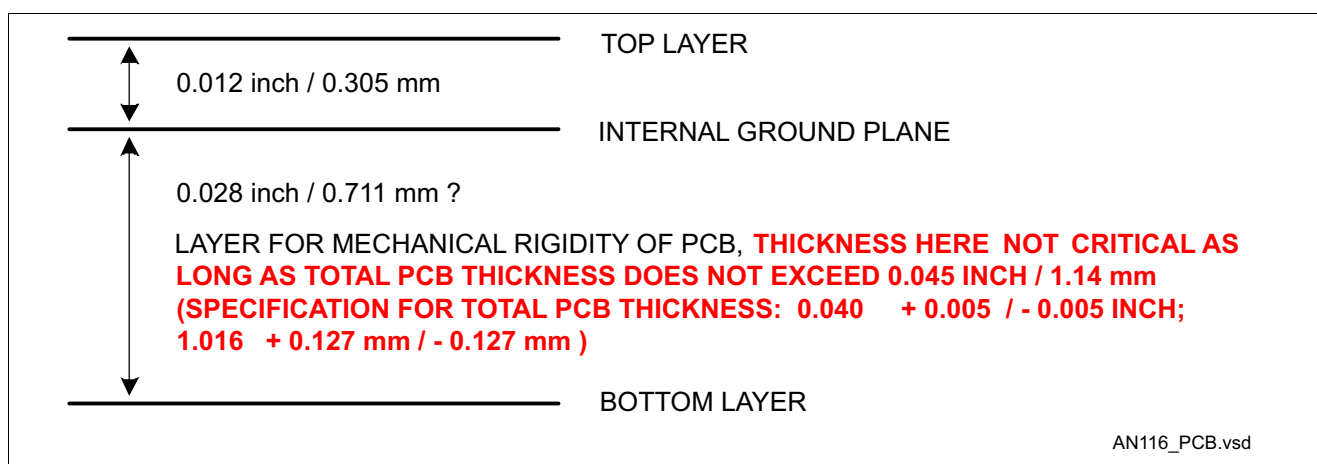 TOP LAYER
0.012 inch / 0.305 mm
INTERNAL GROUND PLANE
0.028 inch / 0.711 mm ?
LAYER FOR MECHANICAL RIGIDITY OF PCB, THICKNESS HERE NOT CRITICAL AS
LONG AS TOTAL PCB THICKNESS DOES NOT EXCEED 0.045 INCH / 1.14 mm
(SPECIFICATION FOR TOTAL PCB THICKNESS: 0.040 + 0.005 / - 0.005 INCH;
1.016 + 0.127 mm / - 0.127 mm )
BOTTOM LAYER
AN116_PCB.vsd